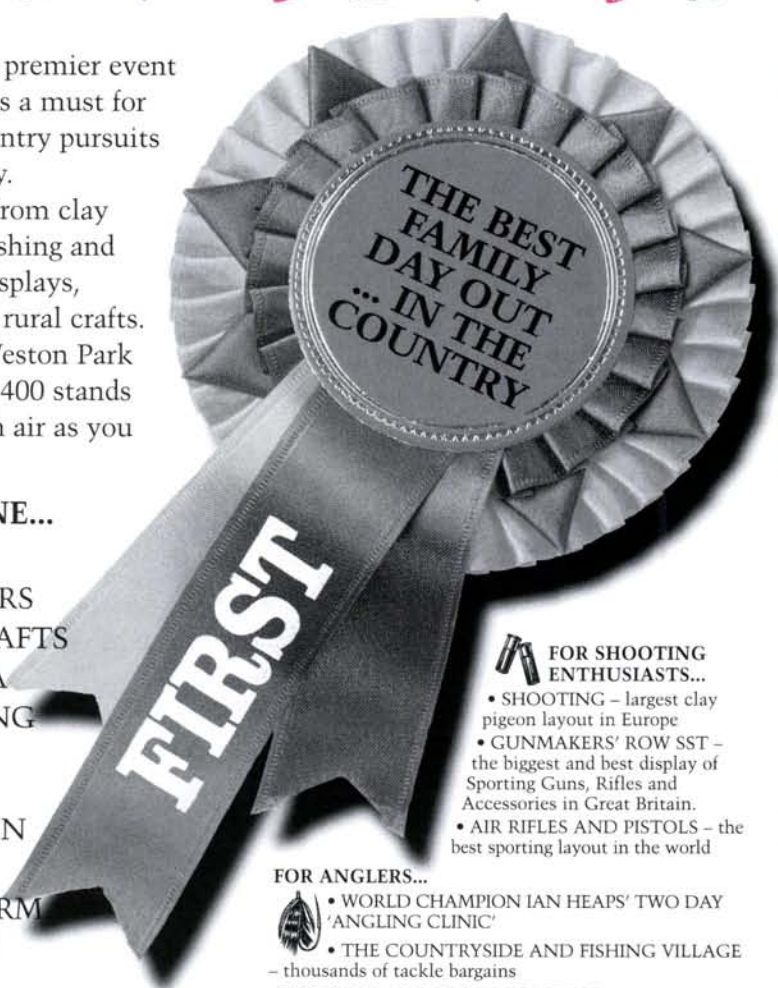 premier event
s a must for
ntry pursuits
y.
rom clay
shing and
splays,
rural crafts.
eston Park
400 stands
n air as you
NE...
RS
AFTS
A
NG
N
RM
THE BEST
FAMILY
DAY OUT
... IN THE
COUNTRY
FIRST
FOR SHOOTING
ENTHUSIASTS...
• SHOOTING – largest clay
pigeon layout in Europe
• GUNMAKERS' ROW SST –
the biggest and best display of
Sporting Guns, Rifles and
Accessories in Great Britain.
• AIR RIFLES AND PISTOLS – the
best sporting layout in the world
FOR ANGLERS...
• WORLD CHAMPION IAN HEAPS' TWO DAY
'ANGLING CLINIC'
• THE COUNTRYSIDE AND FISHING VILLAGE
– thousands of tackle bargains